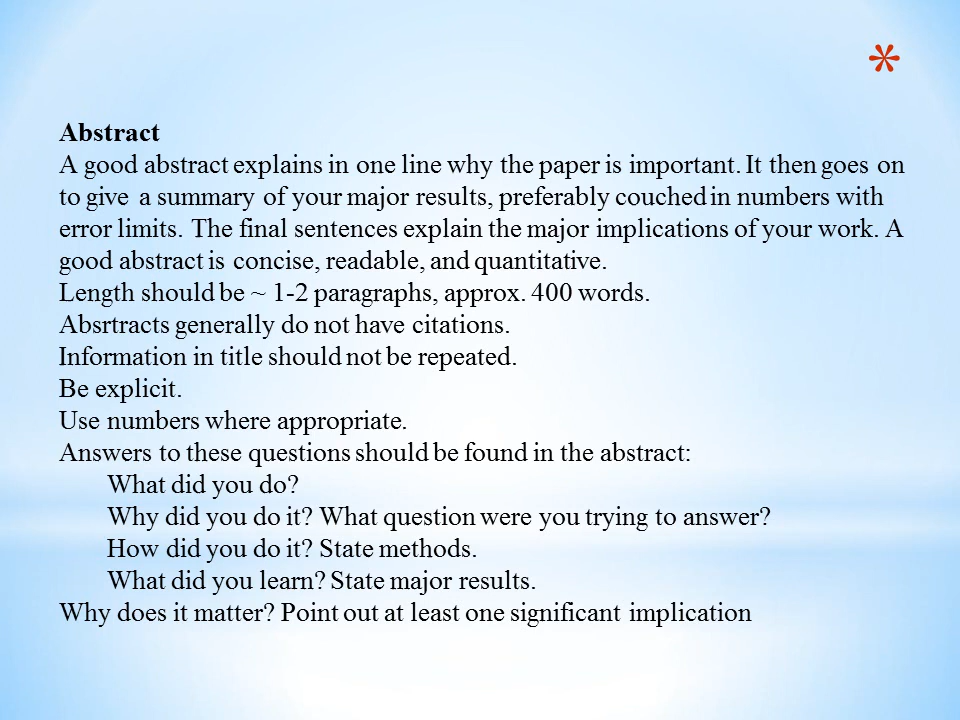 *
Abstract
A good abstract explains in one line why the paper is important. It then goes on
to give a summary of your major results, preferably couched in numbers with
error limits. The final sentences explain the major implications of your work. A
good abstract is concise, readable, and quantitative.
Length should be ~ 1-2 paragraphs, approx. 400 words.
Absrtracts generally do not have citations.
Information in title should not be repeated.
Be explicit.
Use numbers where appropriate.
Answers to these questions should be found in the abstract:
What did you do?
Why did you do it? What question were you trying to answer?
How did you do it? State methods.
What did you learn? State major results.
Why does it matter? Point out at least one significant implication